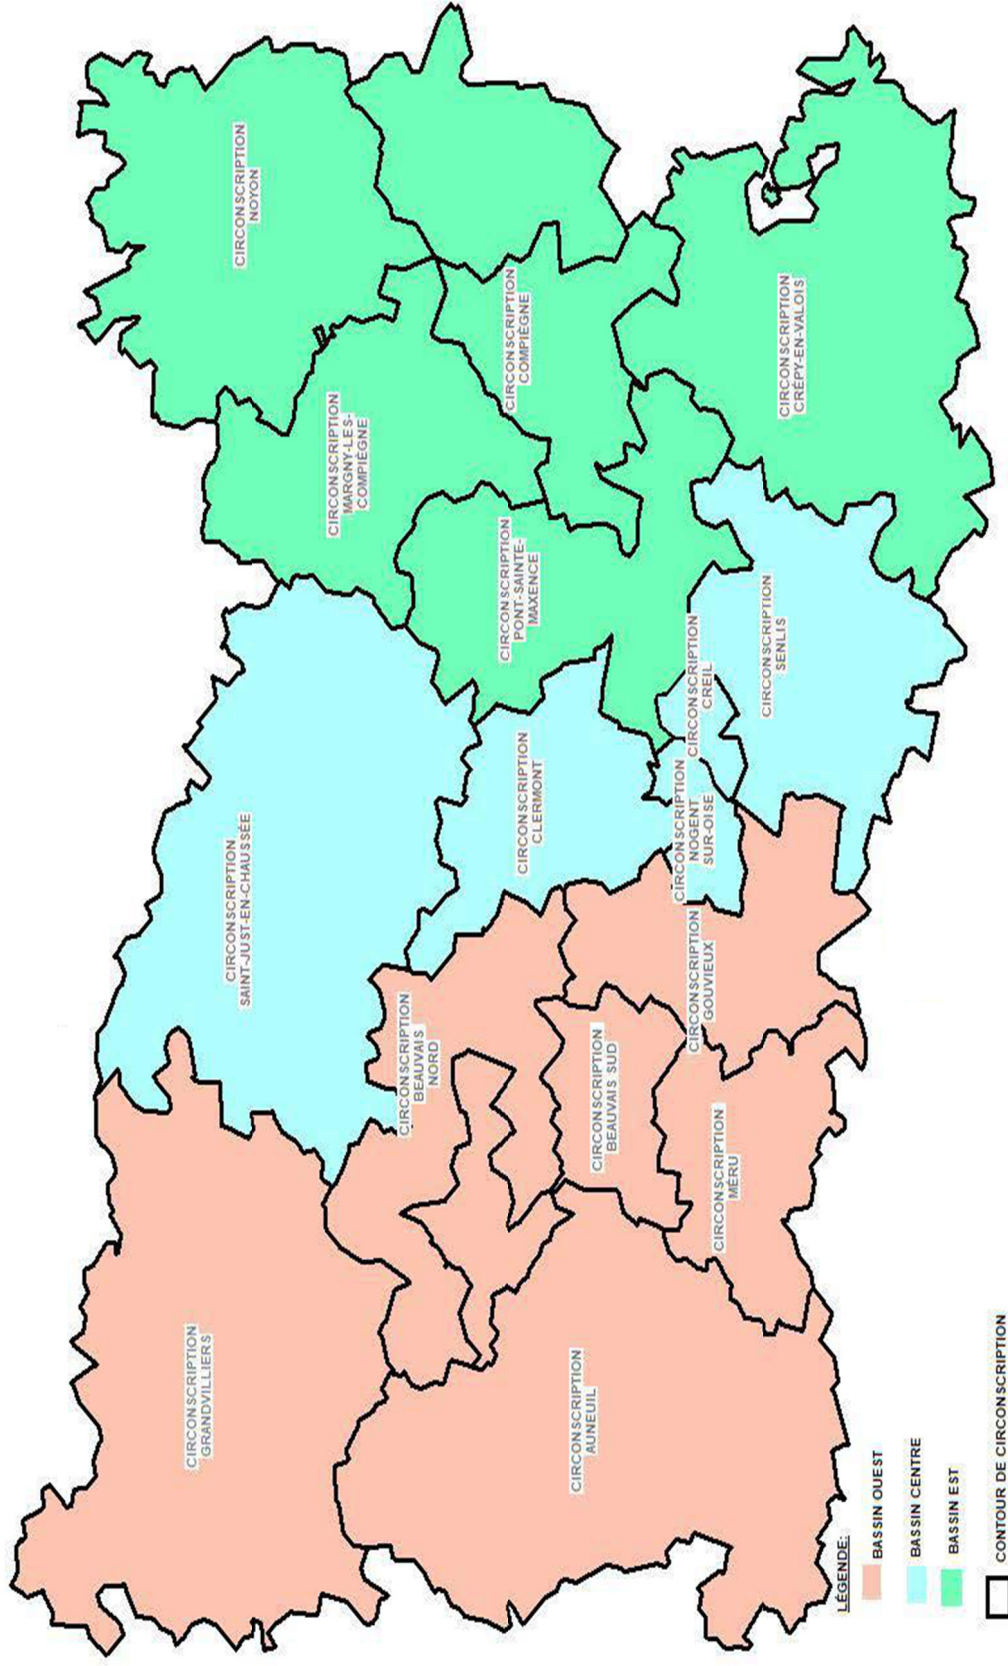 CIRCONSCRIPTION
GRANDVILLIERS
CIRCONSCRIPTION
SAINT-JUST-EN-CHAUSSÉE
CIRCONSCRIPTION
NOYON
CIRCONSCRIPTION
MARGNY-LES-
COMPIÈGNE
CIRCONSCRIPTION
BEAUVAIS
NORD
CIRCONSCRIPTION
COMPIÈGNE
CIRCONSCRIPTION
PONT-SAINTE-
MAXENCE
CIRCONSCRIPTION
CLERMONT
CIRCONSCRIPTION
AUNEUIL
CIRCONSCRIPTION
BEAUVAIS SUD
CIRCONSCRIPTION
NOGENT
SUR-OISE
CIRCONSCRIPTION
CREIL
CIRCONSCRIPTION
GOUVIEUX
CIRCONSCRIPTION
MÉRU
CIRCONSCRIPTION
SENLIS
CIRCONSCRIPTION
CRÉPY-EN-VALOIS
LÉGENDE:
BASSIN OUEST
BASSIN CENTRE
BASSIN EST
CONTOUR DE CIRCONSCRIPTION